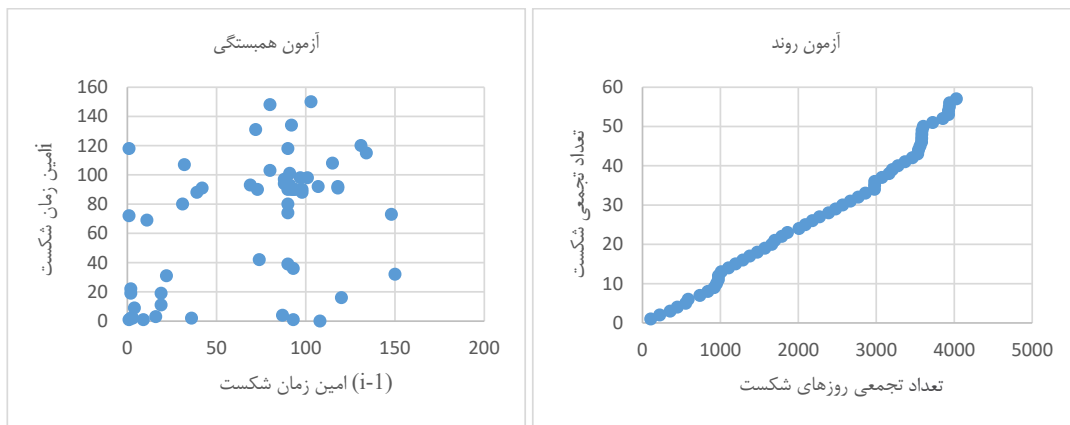 آزمون همبستگی
160
140
120
100
80
60
40
20
0
0 50 100 150 200
iامین زمان شکست
(i-1) امین زمان شکست
آزمون روند
60
50
40
30
20
10
0
0 1000 2000 3000 4000 5000
تعداد تجمعی شکست
تعداد تجمعی روزهای شکست